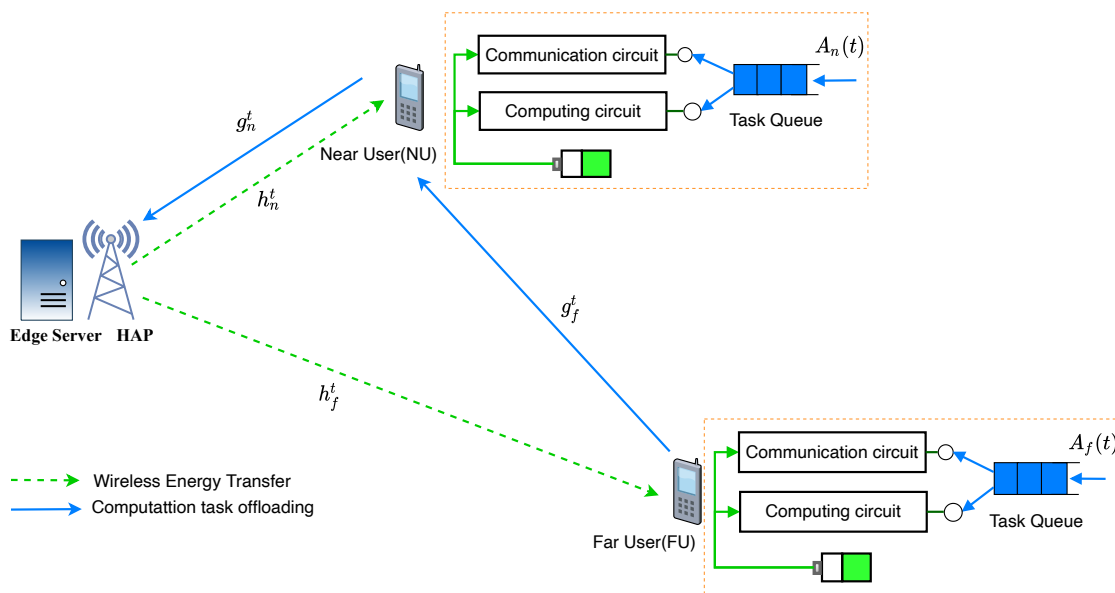 Communication circuit
$A_n(t)$
Computing circuit
Task Queue
$g_n^t$
Near User(NU)
$h_n^t$
Edge Server
HAP
$g_f^t$
$h_f^t$
Communication circuit
$A_f(t)$
Computing circuit
Task Queue
Far User(FU)
Wireless Energy Transfer
Computattion task offloading